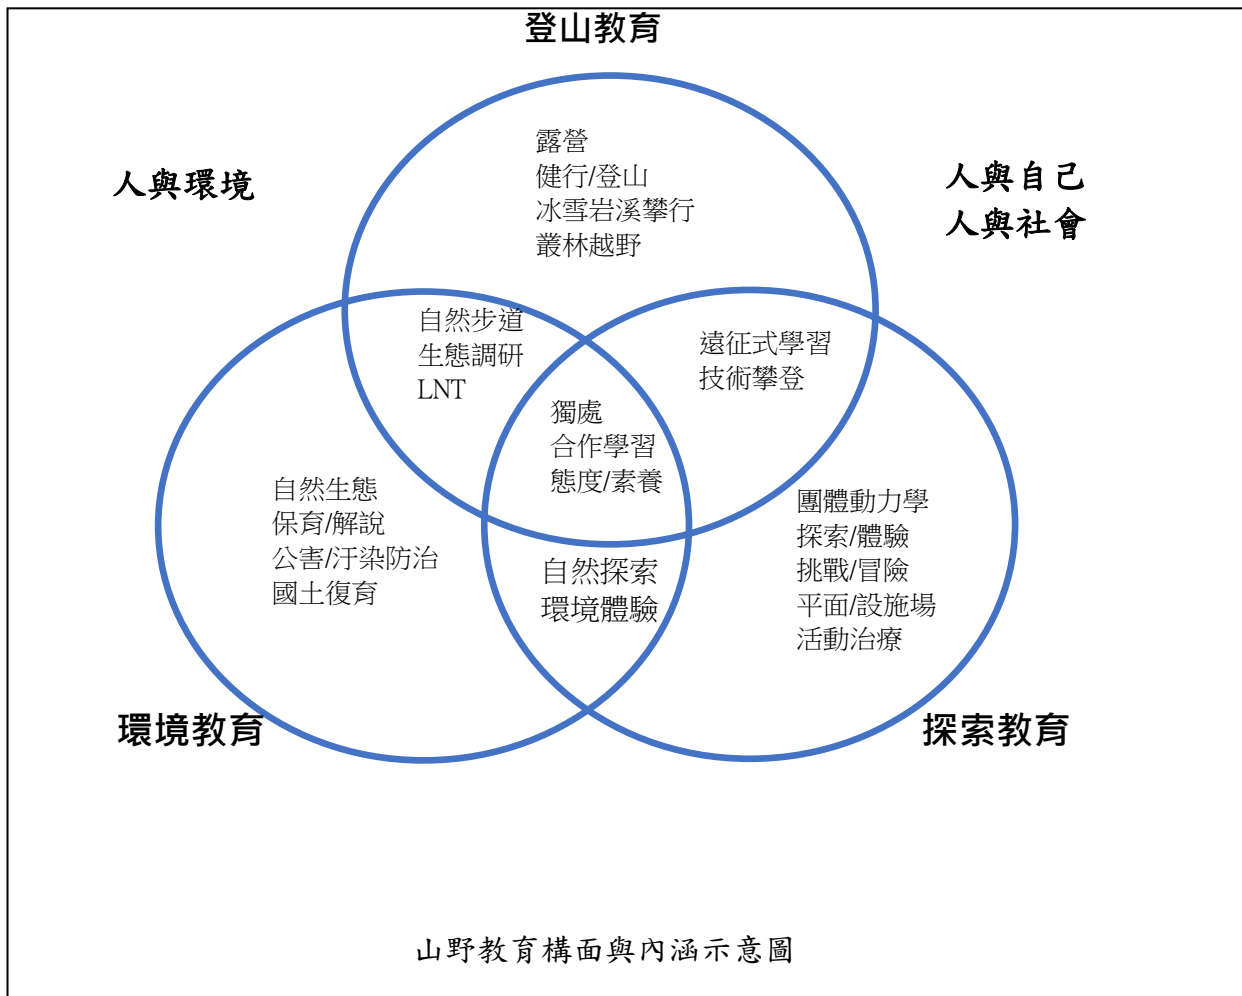 登山教育
露營
健行/登山
冰雪岩溪攀行
叢林越野
人與環境
人與自己
人與社會
自然步道
生態調研
LNT
遠征式學習
技術攀登
獨處
合作學習
態度/素養
自然生態
保育/解說
公害/汙染防治
國土復育
團體動力學
探索/體驗
挑戰/冒險
平面/設施場
活動治療
自然探索
環境體驗
環境教育
探索教育
山野教育構面與內涵示意圖